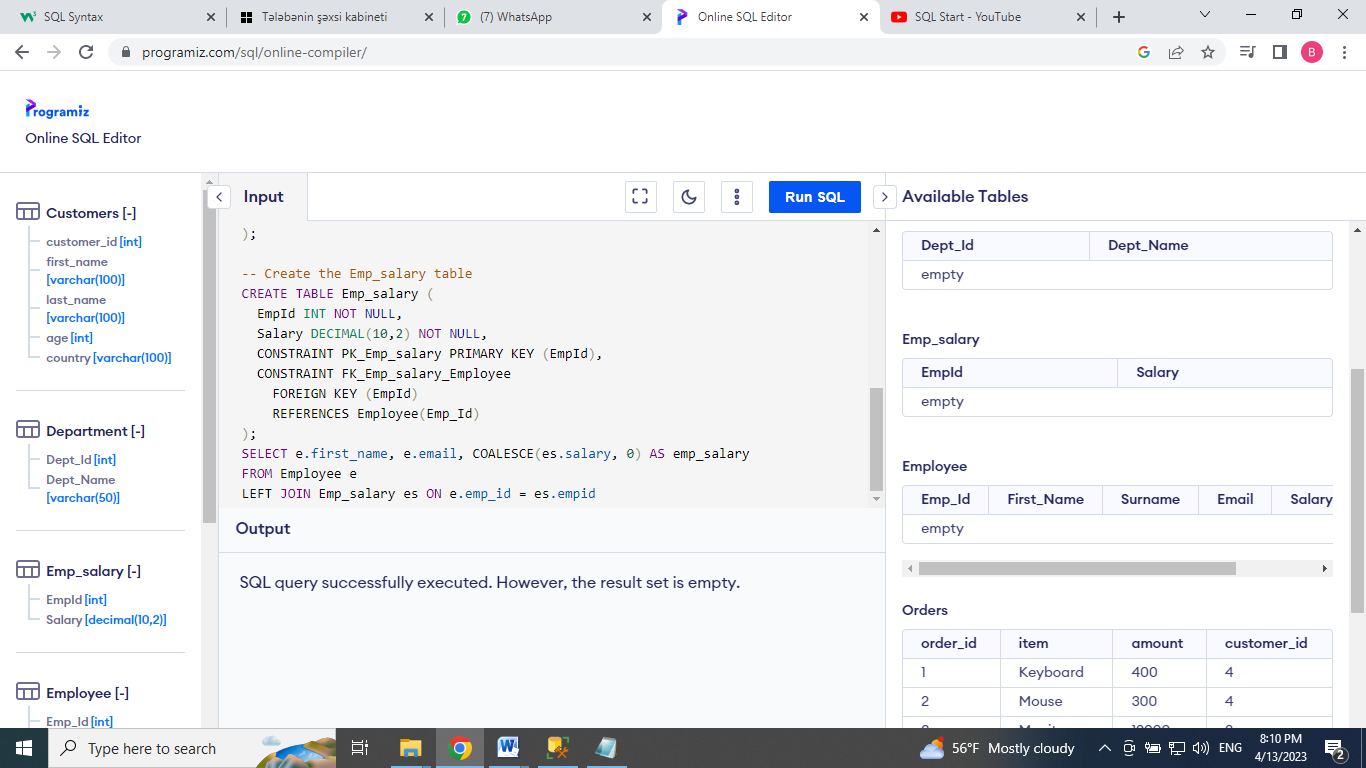 SQL Syntax
Tələbənin şəxsi kabineti
(7) WhatsApp
Online SQL Editor
SQL Start - YouTube
programiz.com/sql/online-compiler/
B
Programiz
Online SQL Editor
Customers [-]
customer_id [int]
first_name
[varchar(100)]
last_name
[varchar(100)]
age [int]
country [varchar(100)]
Department [-]
Dept_Id [int]
Dept_Name
[varchar(50)]
Emp_salary [-]
EmpId [int]
Salary [decimal(10,2)]
Employee [-]
Emp_Id [int]
Input
Run SQL
);
-- Create the Emp_salary table
CREATE TABLE Emp_salary (
EmpId INT NOT NULL,
Salary DECIMAL(10,2) NOT NULL,
CONSTRAINT PK_Emp_salary PRIMARY KEY (EmpId),
CONSTRAINT FK_Emp_salary_Employee
FOREIGN KEY (EmpId)
REFERENCES Employee(Emp_Id)
);
SELECT e.first_name, e.email, COALESCE(es.salary, 0) AS emp_salary
FROM Employee e
LEFT JOIN Emp_salary es ON e.emp_id = es.empid
Output
SQL query successfully executed. However, the result set is empty.
Available Tables
Dept_Id Dept_Name
empty
Emp_salary
EmpId Salary
empty
Employee
Emp_Id First_Name Surname Email Salary
empty
Orders
order_id item amount customer_id
1 Keyboard 400 4
2 Mouse 300 4
Type here to search
56°F Mostly cloudy
ENG
8:10 PM
4/13/2023
2